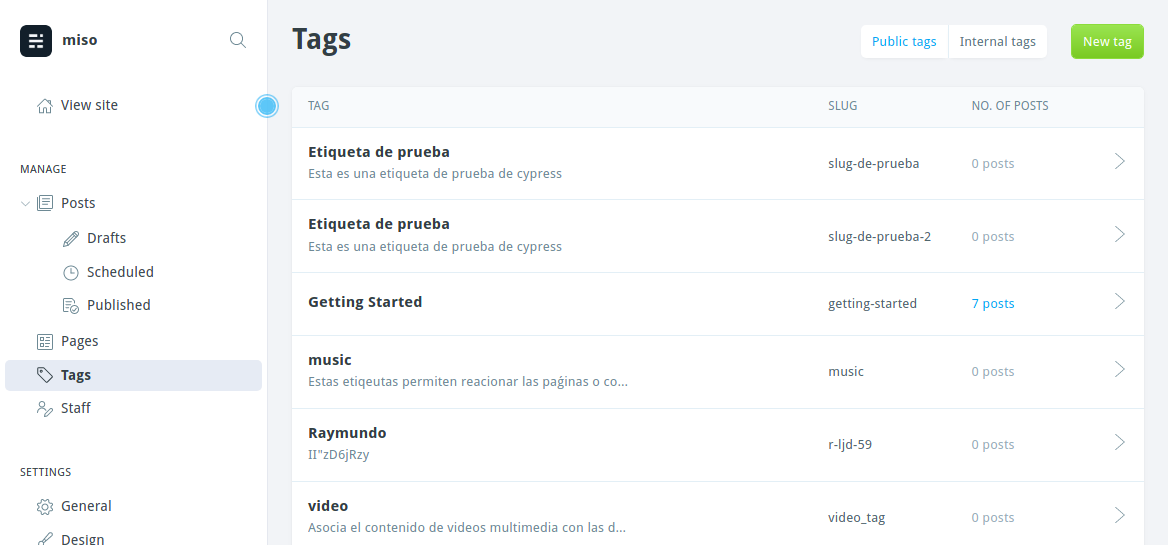 miso
View site
MANAGE
Posts
Drafts
Scheduled
Published
Pages
Tags
Staff
SETTINGS
General
Design
Tags
Public tags Internal tags New tag
TAG SLUG NO. OF POSTS
Etiqueta de prueba
Esta es una etiqueta de prueba de cypress
slug-de-prueba 0 posts
Etiqueta de prueba
Esta es una etiqueta de prueba de cypress
slug-de-prueba-2 0 posts
Getting Started getting-started 7 posts
music
Estas etiqeutas permiten reacionar las paǵinas o co...
music 0 posts
Raymundo
II"zD6jRzy
r-ljd-59 0 posts
video
Asocia el contenido de videos multimedia con las d...
video_tag 0 posts